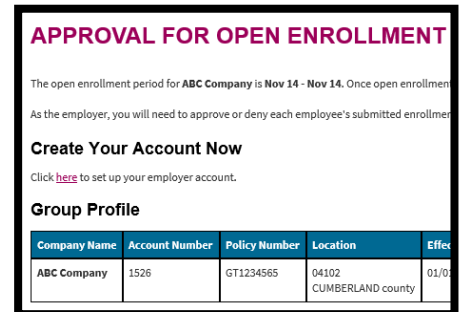 APPROVAL FOR OPEN ENROLLMENT
The open enrollment period for ABC Company is Nov 14 - Nov 14. Once open
As the employer, you will need to approve or deny each employee's submitted
Create Your Account Now
Click here to set up your employer account.
Group Profile
Company Name Account Number Policy Number Location
ABC Company 1526 GT1234565 04102
CUMBERLAND county